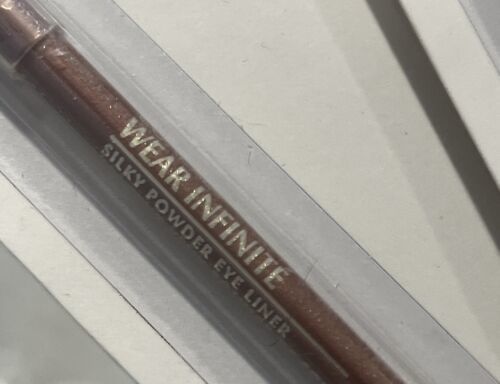 WEAR INFINITE
SILKY POWDER EYE LINER